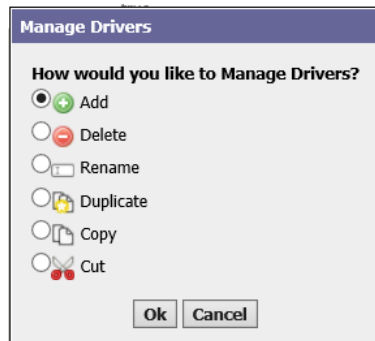 Manage Drivers
How would you like to Manage Drivers?
Add
Delete
Rename
Duplicate
Copy
Cut
Ok Cancel